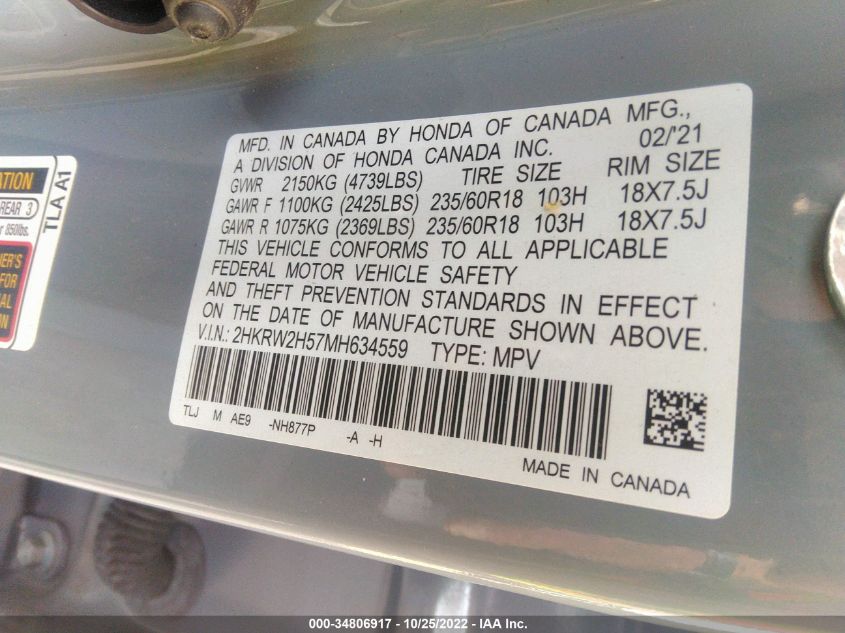 MFD. IN CANADA BY HONDA OF CANADA MFG.,
A DIVISION OF HONDA CANADA INC. 02/'21
GVWR 2150KG (4739LBS) TIRE SIZE RIM SIZE
GAWR F 1100KG (2425LBS) 235/60R18 103H 18X7.5J
GAWR R 1075KG (2369LBS) 235/60R18 103H 18X7.5J
THIS VEHICLE CONFORMS TO ALL APPLICABLE
FEDERAL MOTOR VEHICLE SAFETY
AND THEFT PREVENTION STANDARDS IN EFFECT
ON THE DATE OF MANUFACTURE SHOWN ABOVE.
V.I.N.: 2HKRW2H57MH634559 TYPE: MPV
TLJ M AE9 -NH877P -A -H
MADE IN CANADA
REAR 3
850lbs.
FOR
TLA A1
000-34806917 / 10/25/2022 - IAA Inc.